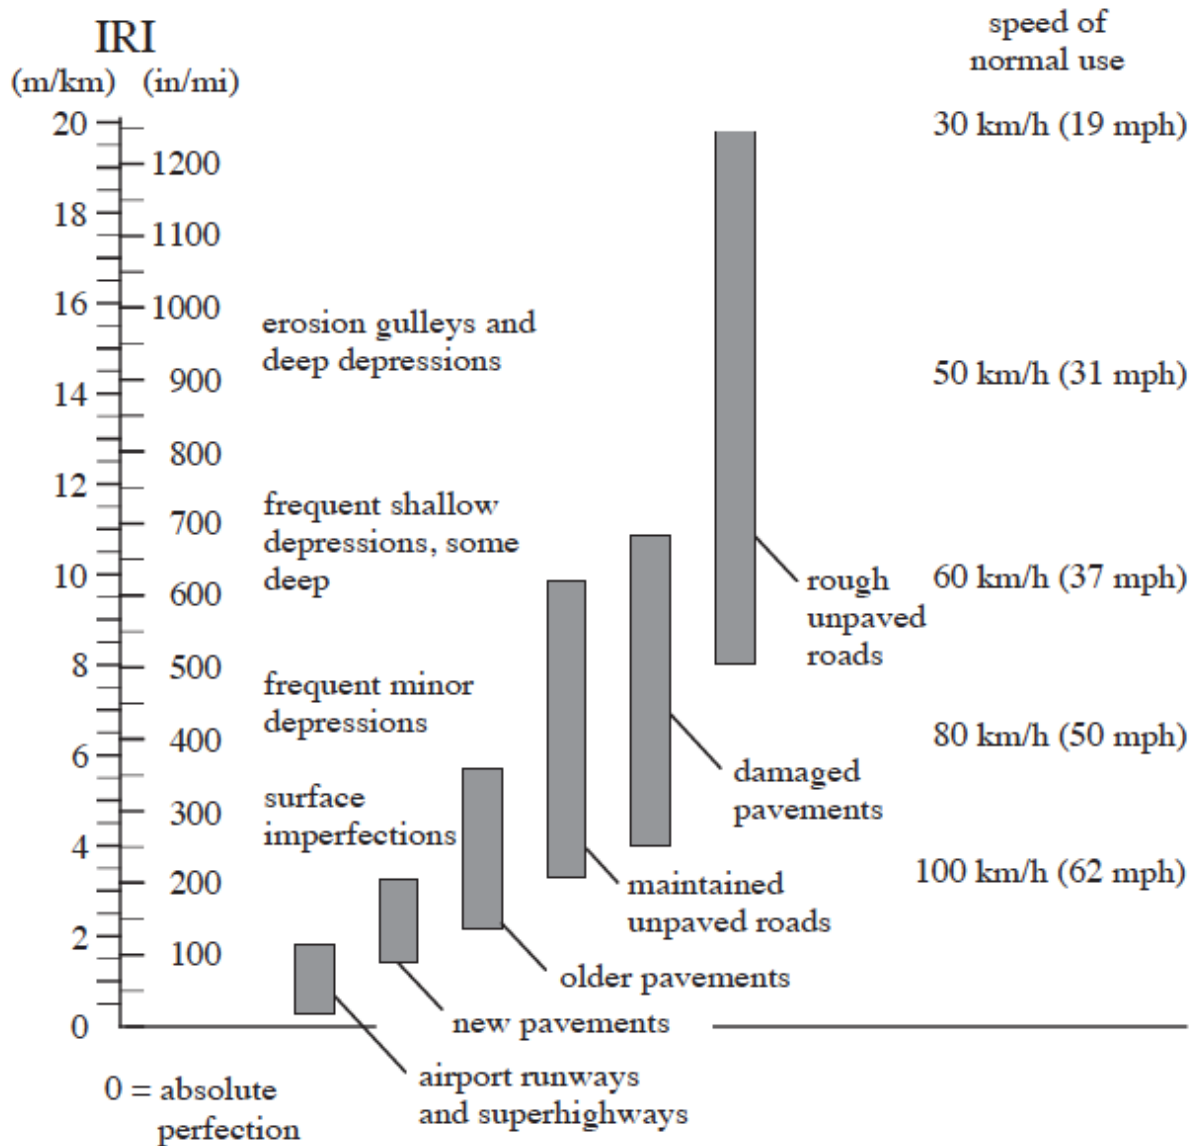 IRI
(m/km) (in/mi)
speed of
normal use
20
30 km/h (19 mph)
1200
18
1100
16
1000
erosion gulleys and
deep depressions
50 km/h (31 mph)
900
14
800
12
frequent shallow
depressions, some
deep
700
10
600
60 km/h (37 mph)
rough
unpaved
roads
8
500
frequent minor
depressions
400
80 km/h (50 mph)
6
damaged
pavements
surface
imperfections
300
4
200
100 km/h (62 mph)
maintained
unpaved roads
2
100
older pavements
new pavements
0
airport runways
and superhighways
0 = absolute
perfection